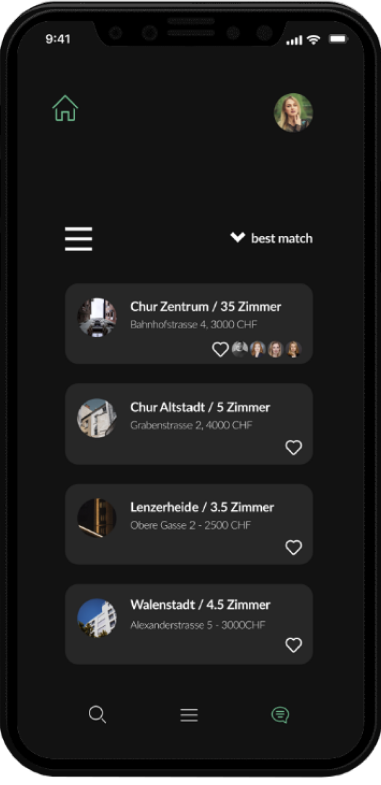 9:41
best match
Chur Zentrum / 35 Zimmer
Bahnhofstrasse 4, 3000 CHF
Chur Altstadt / 5 Zimmer
Grabenstrasse 2, 4000 CHF
Lenzerheide / 3.5 Zimmer
Obere Gasse 2 - 2500 CHF
Walenstadt / 4.5 Zimmer
Alexanderstrasse 5 - 3000CHF